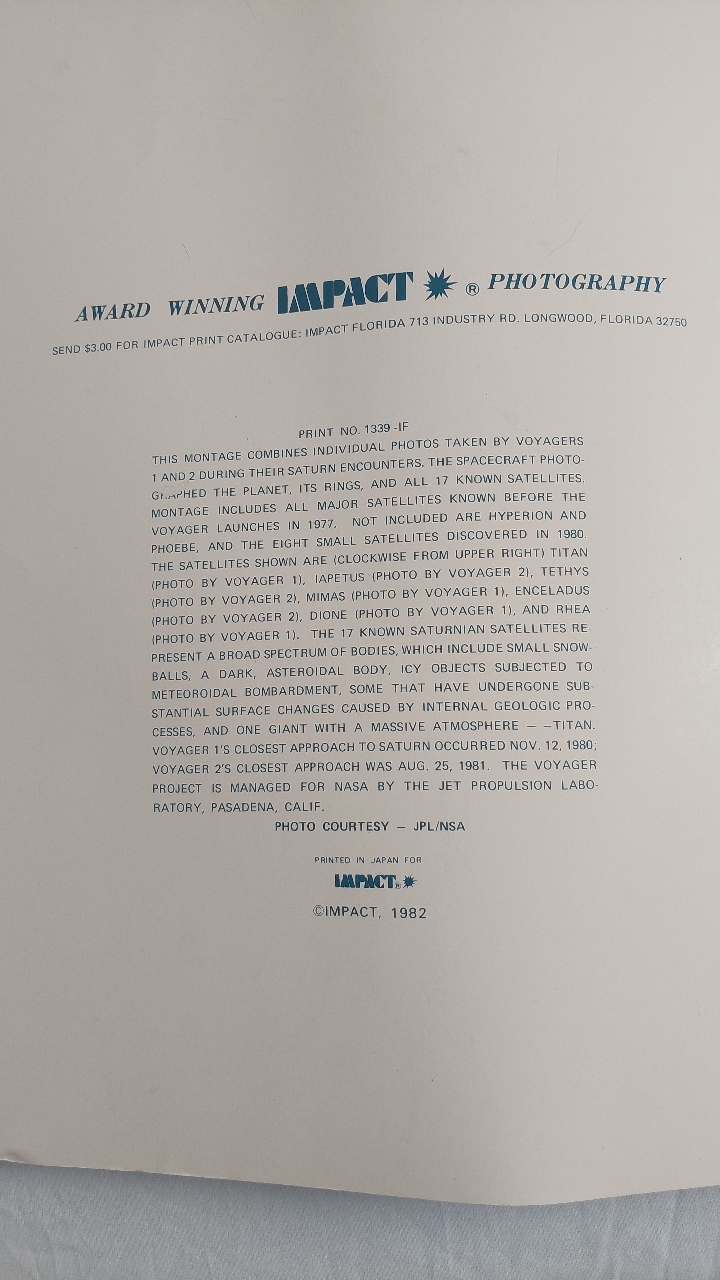 AWARD WINNING IMPACT ® PHOTOGRAPHY
SEND $3.00 FOR IMPACT PRINT CATALOGUE: IMPACT FLORIDA 713 INDUSTRY RD. LONGWOOD, FLORIDA 32750
PRINT NO. 1339-IF
THIS MONTAGE COMBINES INDIVIDUAL PHOTOS TAKEN BY VOYAGERS
1 AND 2 DURING THEIR SATURN ENCOUNTERS. THE SPACECRAFT PHOTO-
GRAPHED THE PLANET, ITS RINGS, AND ALL 17 KNOWN SATELLITES.
MONTAGE INCLUDES ALL MAJOR SATELLITES KNOWN BEFORE THE
VOYAGER LAUNCHES IN 1977. NOT INCLUDED ARE HYPERION AND
PHOEBE, AND THE EIGHT SMALL SATELLITES DISCOVERED IN 1980.
THE SATELLITES SHOWN ARE (CLOCKWISE FROM UPPER RIGHT) TITAN
(PHOTO BY VOYAGER 1), IAPETUS (PHOTO BY VOYAGER 2), TETHYS
(PHOTO BY VOYAGER 2), MIMAS (PHOTO BY VOYAGER 1), ENCELADUS
(PHOTO BY VOYAGER 2), DIONE (PHOTO BY VOYAGER 1), AND RHEA
(PHOTO BY VOYAGER 1). THE 17 KNOWN SATURNIAN SATELLITES RE-
PRESENT A BROAD SPECTRUM OF BODIES, WHICH INCLUDE SMALL SNOW-
BALLS, A DARK, ASTEROIDAL BODY, ICY OBJECTS SUBJECTED TO
METEOROIDAL BOMBARDMENT, SOME THAT HAVE UNDERGONE SUB-
STANTIAL SURFACE CHANGES CAUSED BY INTERNAL GEOLOGIC PRO-
CESSES, AND ONE GIANT WITH A MASSIVE ATMOSPHERE — —TITAN.
VOYAGER 1'S CLOSEST APPROACH TO SATURN OCCURRED NOV. 12, 1980;
VOYAGER 2'S CLOSEST APPROACH WAS AUG. 25, 1981. THE VOYAGER
PROJECT IS MANAGED FOR NASA BY THE JET PROPULSION LABO-
RATORY, PASADENA, CALIF.
PHOTO COURTESY — JPL/NSA
PRINTED IN JAPAN FOR
IMPACT®
©IMPACT, 1982